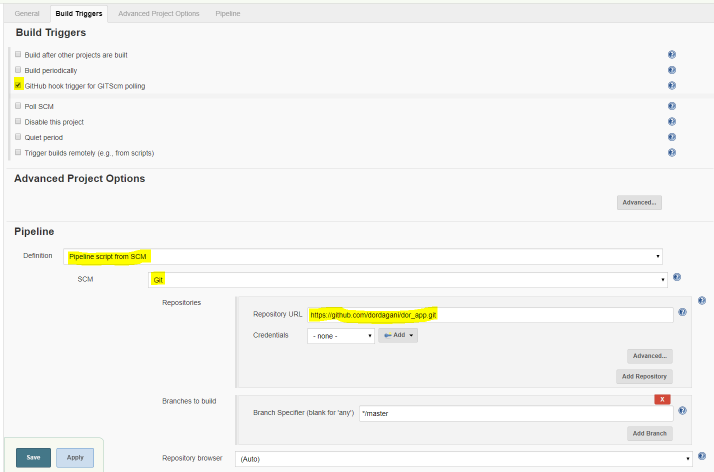 General Build Triggers Advanced Project Options Pipeline
Build Triggers
Build after other projects are built
Build periodically
GitHub hook trigger for GITScm polling
Poll SCM
Disable this project
Quiet period
Trigger builds remotely (e.g., from scripts)
Advanced Project Options
Advanced...
Pipeline
Definition Pipeline script from SCM
SCM Git
Repositories
Repository URL https://github.com/dordagani/dor_app.git
Credentials - none - Add
Advanced...
Add Repository
Branches to build
X
Branch Specifier (blank for 'any') */master
Add Branch
Save Apply
Repository browser (Auto)